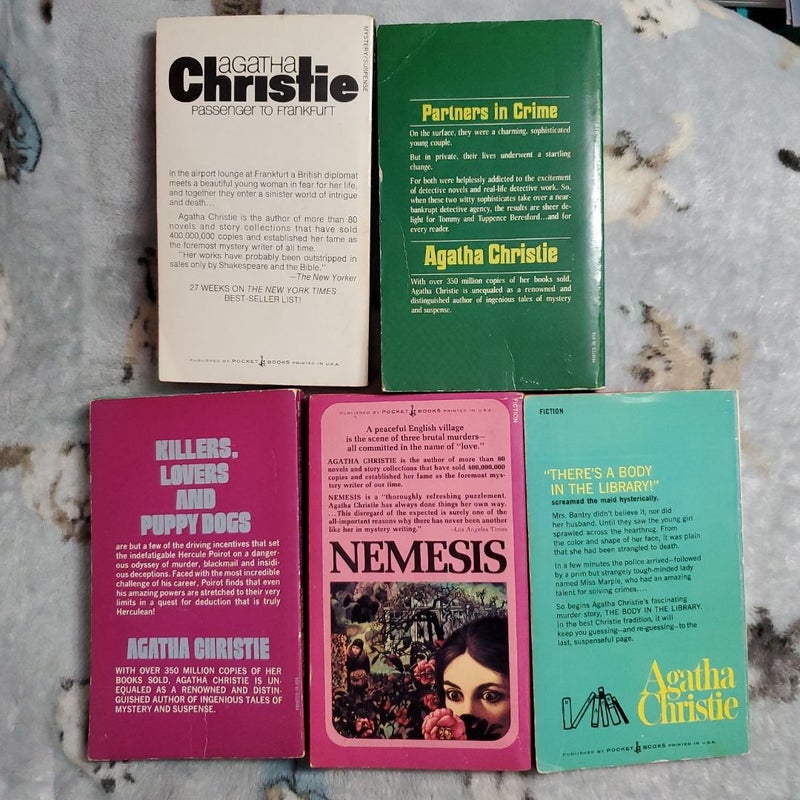 AGATHA
Christie
PASSENGER TO FRANKFURT
MYSTERY/SUSPENSE
In the airport lounge at Frankfurt a British diplomat
meets a beautiful young woman in fear for her life,
and together they enter a sinister world of intrigue
and death...
Agatha Christie is the author of more than 80
novels and story collections that have sold
400,000,000 copies and established her fame as
the foremost mystery writer of all time.
"Her works have probably been outstripped in
sales only by Shakespeare and the Bible."
—The New Yorker
27 WEEKS ON THE NEW YORK TIMES
BEST-SELLER LIST!
PUBLISHED BY POCKET BOOKS PRINTED IN U.S.A.
Partners in Crime
On the surface, they were a charming, sophisticated
young couple.
But in private, their lives underwent a startling
change.
For both were helplessly addicted to the excitement
of detective novels and real-life detective work. So,
when these two witty sophisticates take over a near-
bankrupt detective agency, the results are sheer de-
light for Tommy and Tuppence Beresford...and for
every reader.
Agatha Christie
With over 350 million copies of her books sold,
Agatha Christie is unequaled as a renowned and
distinguished author of ingenious tales of mystery
and suspense.
KILLERS,
LOVERS
AND
PUPPY DOGS
are but a few of the driving incentives that set
the indefatigable Hercule Poirot on a danger-
ous odyssey of murder, blackmail and insidi-
ous deceptions. Faced with the most incredible
challenge of his career, Poirot finds that even
his amazing powers are stretched to their very
limits in a quest for deduction that is truly
Herculean!
AGATHA CHRISTIE
WITH OVER 350 MILLION COPIES OF HER
BOOKS SOLD, AGATHA CHRISTIE IS UN-
EQUALED AS A RENOWNED AND DISTIN-
GUISHED AUTHOR OF INGENIOUS TALES OF
MYSTERY AND SUSPENSE.
PRINTED IN USA
PUBLISHED BY POCKET BOOKS PRINTED IN U.S.A.
FICTION
A peaceful English village
is the scene of three brutal murders—
all committed in the name of "love."
AGATHA CHRISTIE is the author of more than 80
novels and story collections that have sold 400,000,000
copies and established her fame as the foremost mys-
tery writer of our time.
NEMESIS is a "thoroughly refreshing puzzlement.
Agatha Christie has always done things her own way.
. . This disregard of the expected is surely one of the
all-important reasons why there has never been another
like her in mystery writing." —Los Angeles Times
NEMESIS
FICTION
"THERE'S A BODY
IN THE LIBRARY!"
screamed the maid hysterically.
Mrs. Bantry didn't believe it, nor did
her husband. Until they saw the young girl
sprawled across the hearthrug. From
the color and shape of her face, it was plain
that she had been strangled to death.
In a few minutes the police arrived—followed
by a prim but strangely tough-minded lady
named Miss Marple, who had an amazing
talent for solving crimes....
So begins Agatha Christie's fascinating
murder story, THE BODY IN THE LIBRARY.
In the best Christie tradition, it will
keep you guessing—and re-guessing—to the
last, suspenseful page.
Agatha
Christie
PUBLISHED BY POCKET BOOKS PRINTED IN U.S.A.